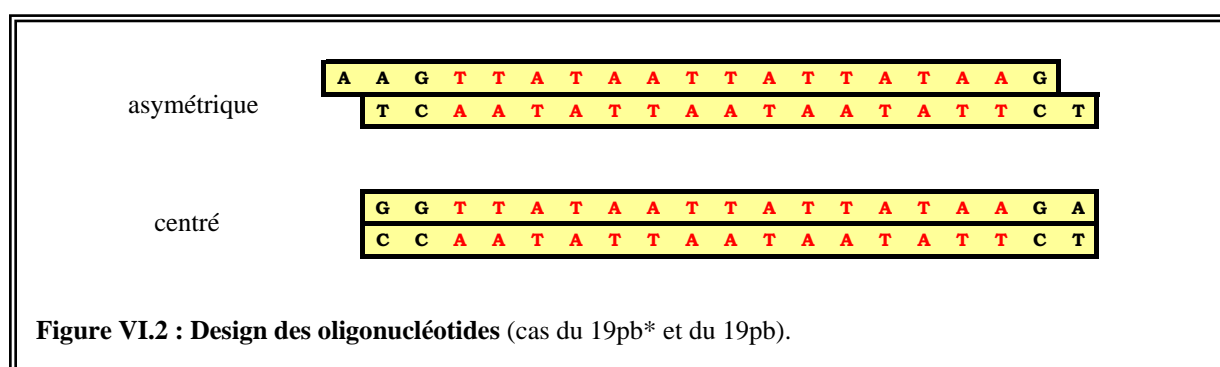 A A G T T A T A A T T A T T A T A A G
asymétrique
T C A A T A T T A A T A A T A T T C T
G G T T A T A A T T A T T A T A A G A
centré
C C A A T A T T A A T A A T A T T C T
Figure VI.2 : Design des oligonucléotides (cas du 19pb* et du 19pb).